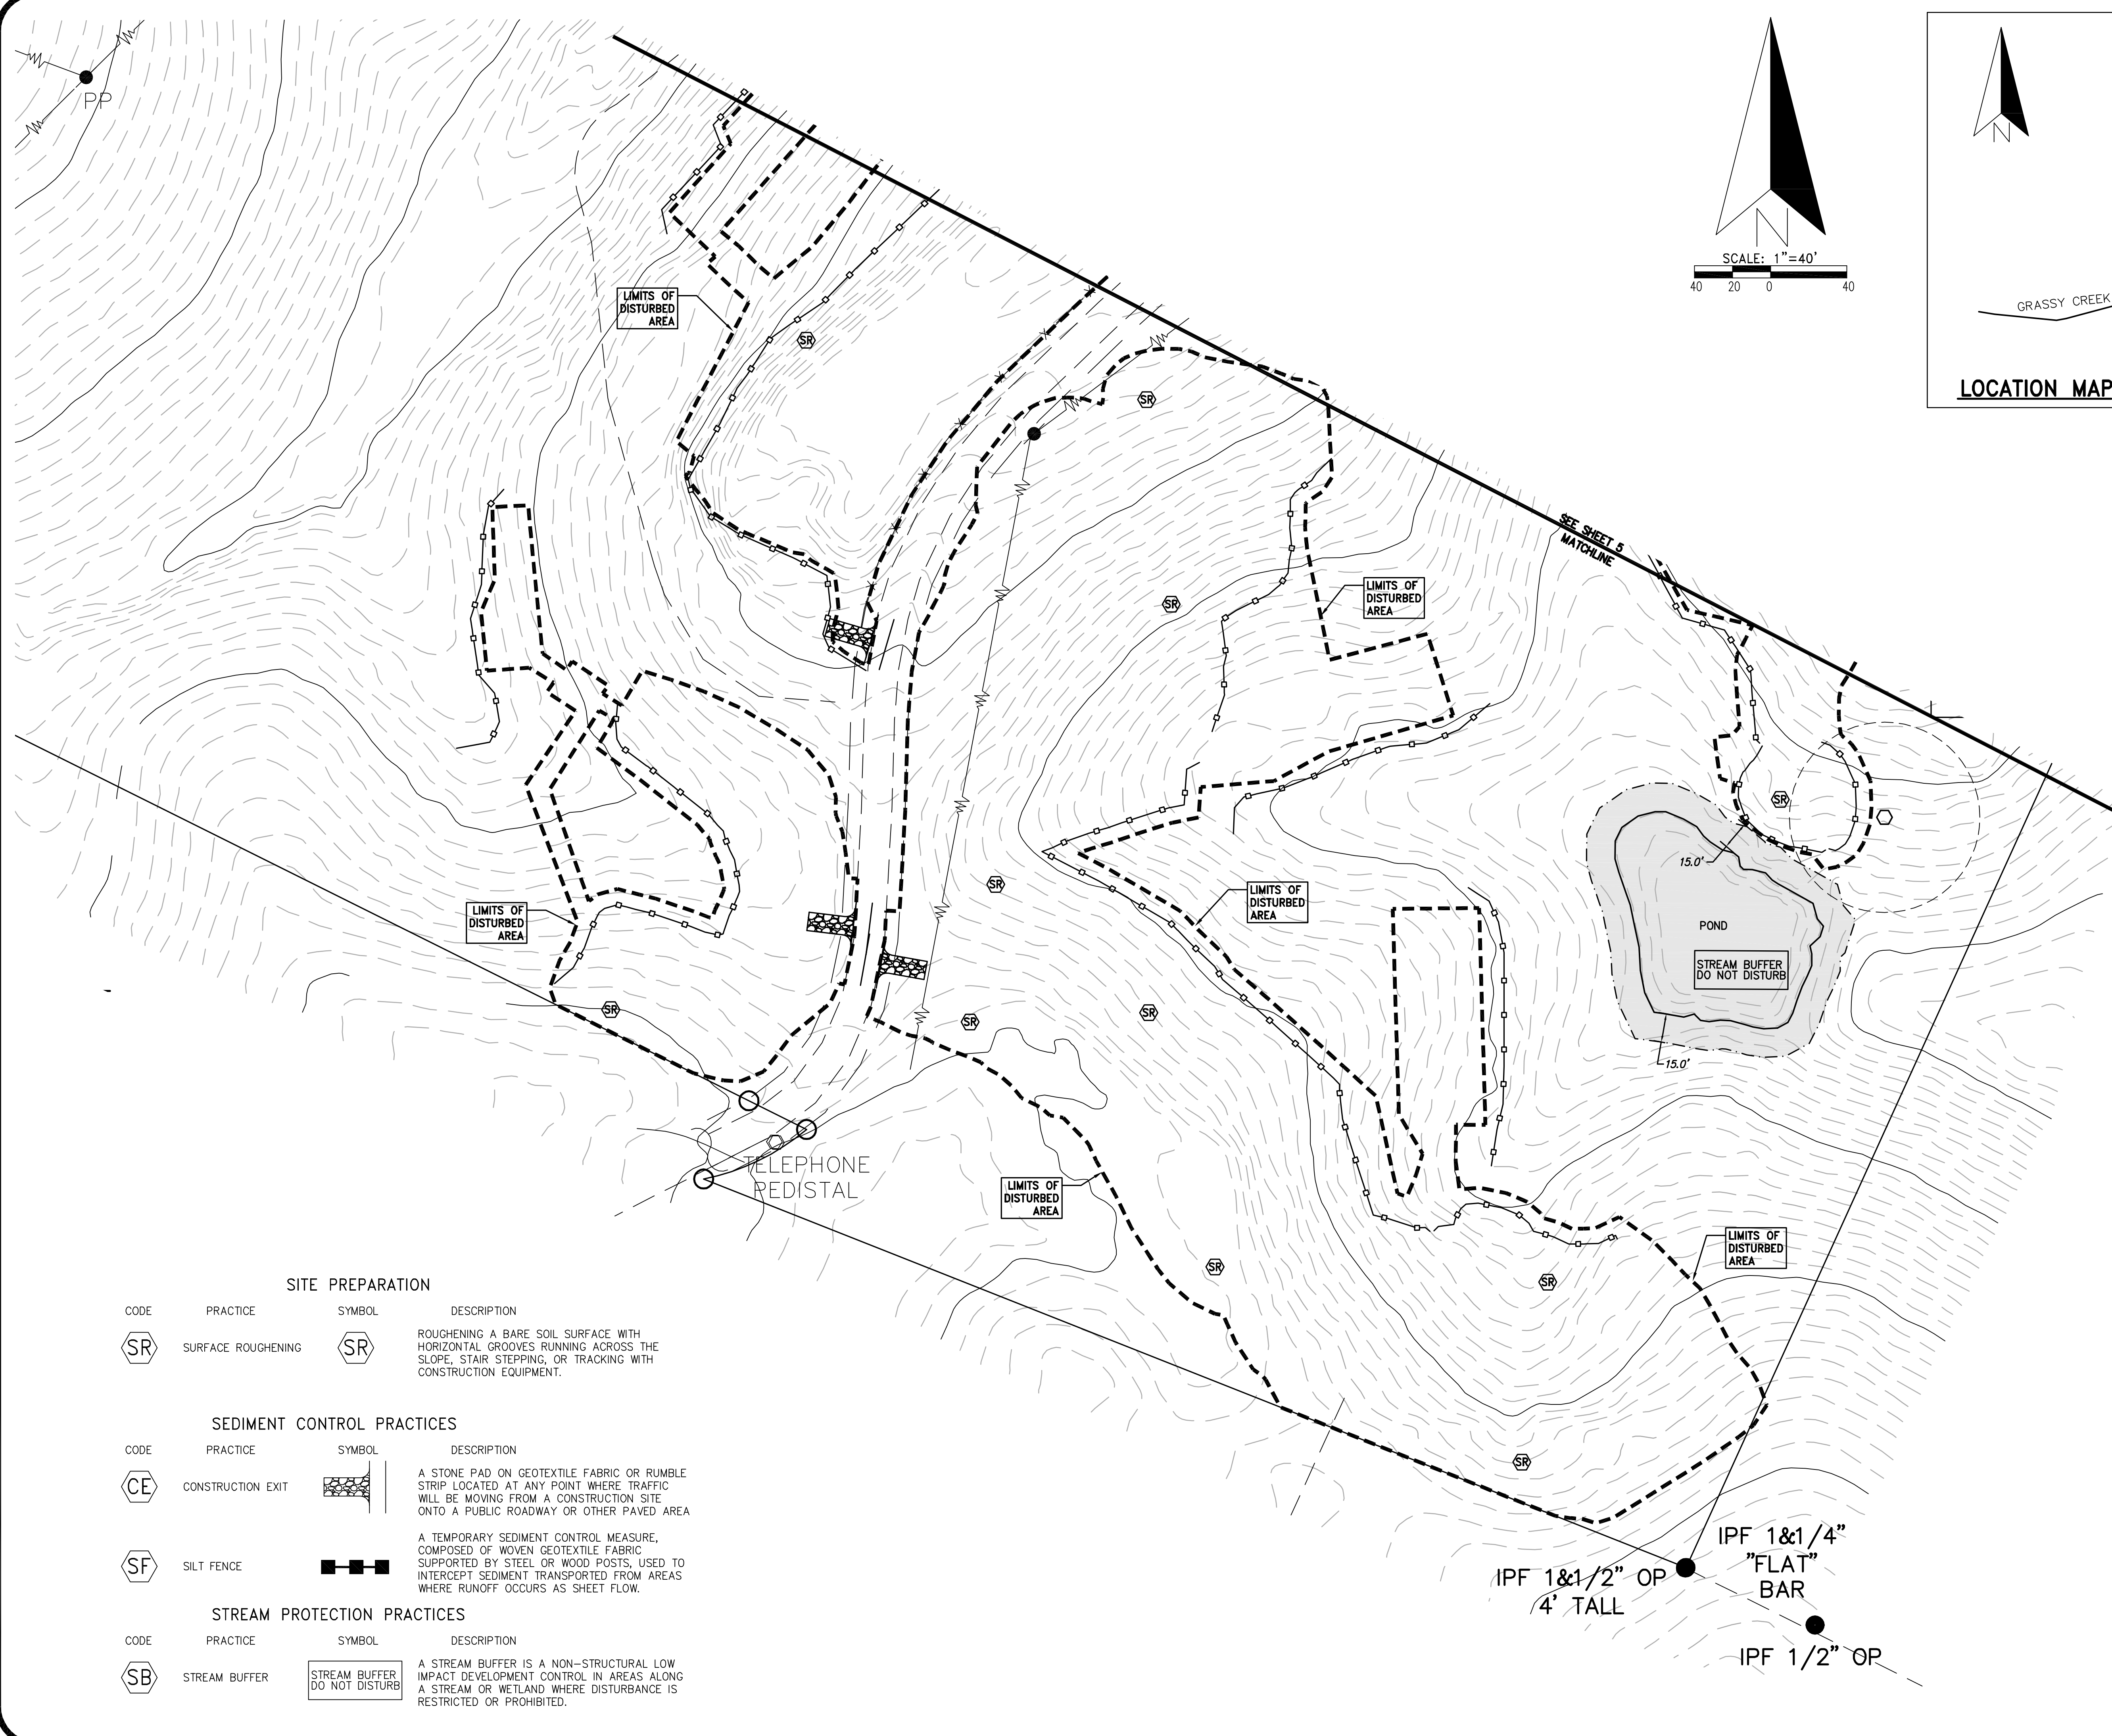 PP
N
SCALE: 1"=40'
40 20 0 40
N
GRASSY CREEK
LOCATION MAP
LIMITS OF
DISTURBED
AREA
SR
SR
SEE SHEET 5
MATCHLINE
LIMITS OF
DISTURBED
AREA
SR
SR
15.0'
LIMITS OF
DISTURBED
AREA
SR
LIMITS OF
DISTURBED
AREA
POND
STREAM BUFFER
DO NOT DISTURB
SR
SR
SR
15.0'
TELEPHONE
PEDISTAL
LIMITS OF
DISTURBED
AREA
LIMITS OF
DISTURBED
AREA
SR
SR
SR
IPF 1&1/4"
"FLAT"
BAR
IPF 1&1/2" OP
4' TALL
IPF 1/2" OP
SITE PREPARATION
CODE PRACTICE SYMBOL DESCRIPTION
SR SURFACE ROUGHENING SR
ROUGHENING A BARE SOIL SURFACE WITH
HORIZONTAL GROOVES RUNNING ACROSS THE
SLOPE, STAIR STEPPING, OR TRACKING WITH
CONSTRUCTION EQUIPMENT.
SEDIMENT CONTROL PRACTICES
CODE PRACTICE SYMBOL DESCRIPTION
CE CONSTRUCTION EXIT
A STONE PAD ON GEOTEXTILE FABRIC OR RUMBLE
STRIP LOCATED AT ANY POINT WHERE TRAFFIC
WILL BE MOVING FROM A CONSTRUCTION SITE
ONTO A PUBLIC ROADWAY OR OTHER PAVED AREA
SF SILT FENCE
A TEMPORARY SEDIMENT CONTROL MEASURE,
COMPOSED OF WOVEN GEOTEXTILE FABRIC
SUPPORTED BY STEEL OR WOOD POSTS, USED TO
INTERCEPT SEDIMENT TRANSPORTED FROM AREAS
WHERE RUNOFF OCCURS AS SHEET FLOW.
STREAM PROTECTION PRACTICES
CODE PRACTICE SYMBOL DESCRIPTION
SB STREAM BUFFER
STREAM BUFFER
DO NOT DISTURB
A STREAM BUFFER IS A NON-STRUCTURAL LOW
IMPACT DEVELOPMENT CONTROL IN AREAS ALONG
A STREAM OR WETLAND WHERE DISTURBANCE IS
RESTRICTED OR PROHIBITED.